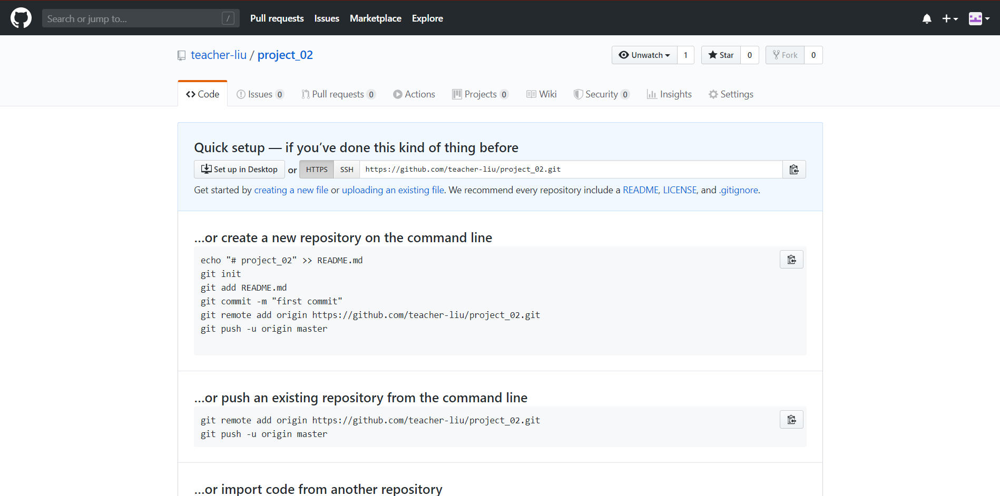 Search or jump to... / Pull requests Issues Marketplace Explore
teacher-liu / project_02 Unwatch 1 Star 0 Fork 0
Code Issues 0 Pull requests 0 Actions Projects 0 Wiki Security 0 Insights Settings
Quick setup — if you’ve done this kind of thing before
Set up in Desktop or HTTPS SSH https://github.com/teacher-liu/project_02.git
Get started by creating a new file or uploading an existing file. We recommend every repository include a README, LICENSE, and .gitignore.
…or create a new repository on the command line
echo "# project_02" >> README.md
git init
git add README.md
git commit -m "first commit"
git remote add origin https://github.com/teacher-liu/project_02.git
git push -u origin master
…or push an existing repository from the command line
git remote add origin https://github.com/teacher-liu/project_02.git
git push -u origin master
…or import code from another repository